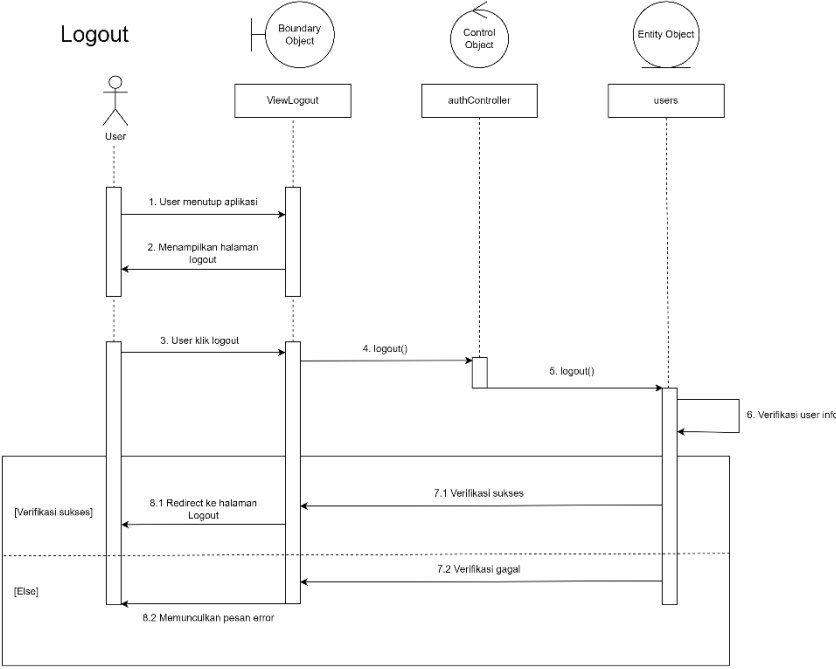 Logout
Boundary
Object
Control
Object
Entity Object
ViewLogout
authController
users
User
1. User menutup aplikasi
2. Menampilkan halaman
logout
3. User klik logout
4. logout()
5. logout()
6. Verifikasi user info
[Verifikasi sukses]
7.1 Verifikasi sukses
8.1 Redirect ke halaman
Logout
[Else]
7.2 Verifikasi gagal
8.2 Memunculkan pesan error